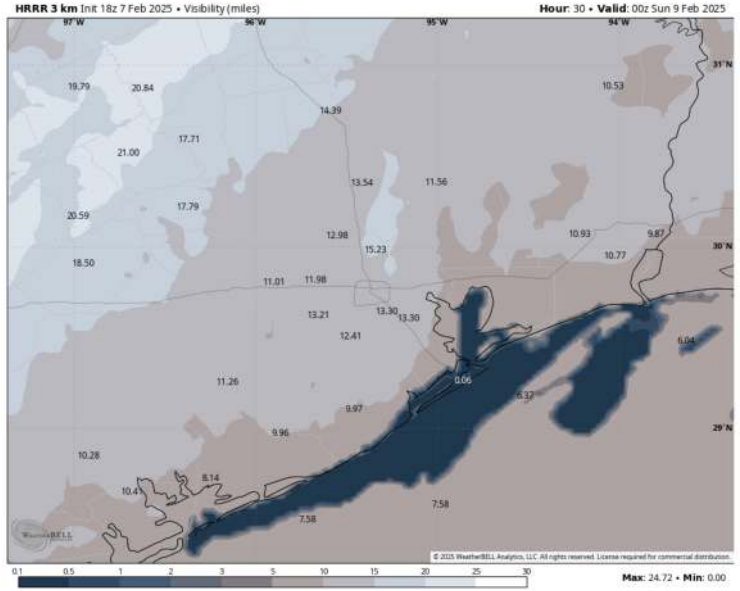 HRRR 3 km Init 18z 7 Feb 2025 • Visibility (miles)
Hour: 30 • Valid: 00z Sun 9 Feb 2025
97°W 96°W 95°W 94°W
31°N
19.79 20.84 10.53
14.39
17.71
21.00
13.54 11.56
17.79
20.59
12.98 10.93 9.87
15.23
30°N
18.50 10.77
11.01 11.98
13.21 13.30 13.30
12.41 6.04
11.26 0.06
6.37
9.97
9.96 29°N
10.28
8.14
10.41
7.58
7.58
WeatherBELL
© 2025 WeatherBELL Analytics, LLC. All rights reserved. License required for commercial distribution.
0.1 0.5 1 2 3 5 10 15 20 25 30
Max: 24.72 • Min: 0.00